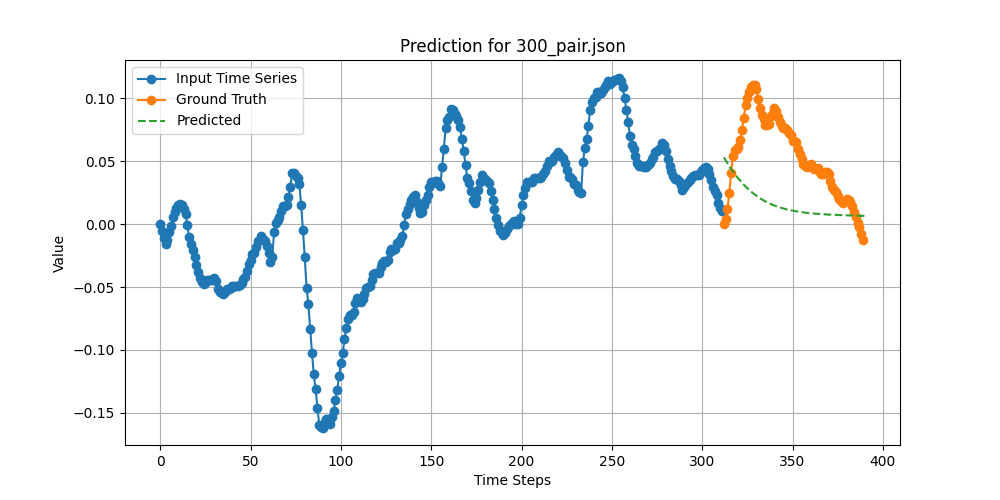 Prediction for 300_pair.json
Input Time Series
Ground Truth
Predicted
0.10
0.05
0.00
−0.05
−0.10
−0.15
Value
0 50 100 150 200 250 300 350 400
Time Steps